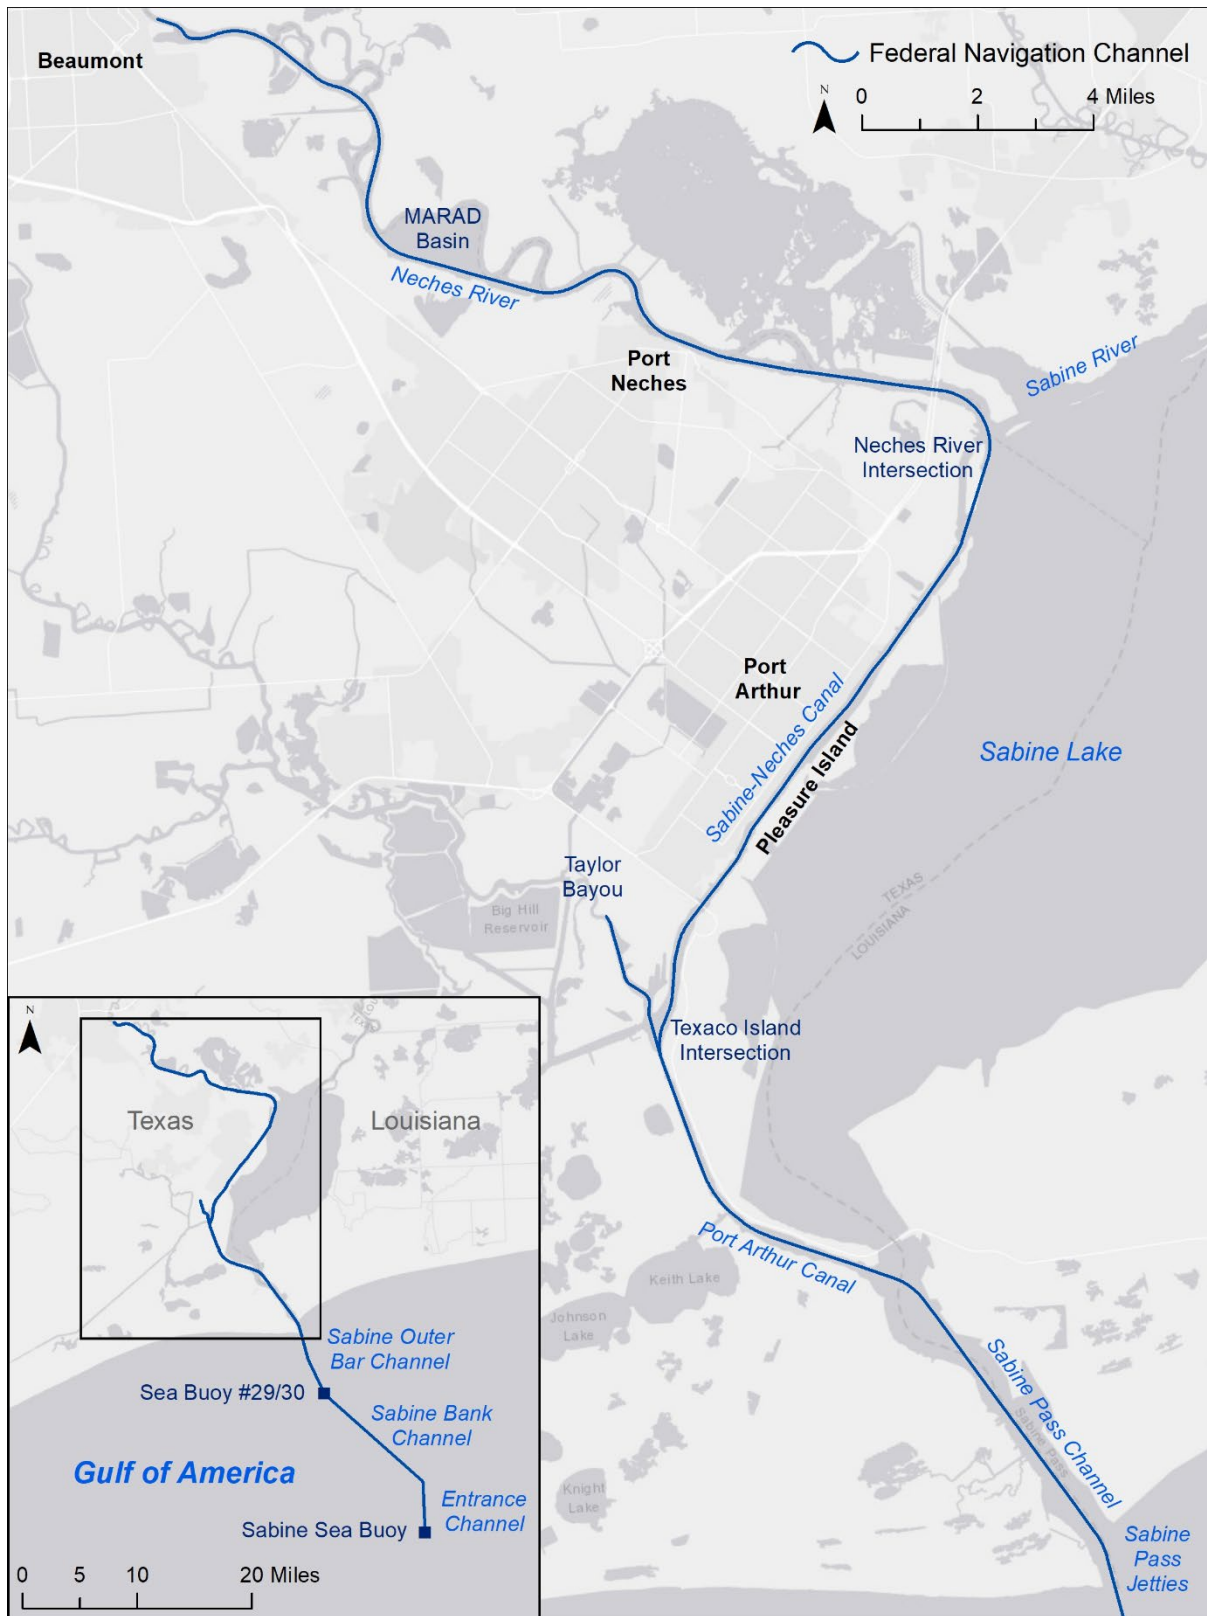 Beaumont
Federal Navigation Channel
N
0 2 4 Miles
MARAD
Basin
Neches River
Sabine River
Port
Neches
Neches River
Intersection
Port
Arthur
Sabine-Neches Canal
Pleasure Island
Sabine Lake
Taylor
Bayou
TEXAS
LOUISIANA
Big Hill
Reservoir
Texaco Island
Intersection
Port Arthur Canal
Keith Lake
Johnson
Lake
Sabine Pass Channel
Sabine Pass
Knight
Lake
Sabine
Pass
Jetties
N
Texas
Louisiana
Sabine Outer
Bar Channel
Sea Buoy #29/30
Sabine Bank
Channel
Gulf of America
Entrance
Channel
Sabine Sea Buoy
0 5 10 20 Miles